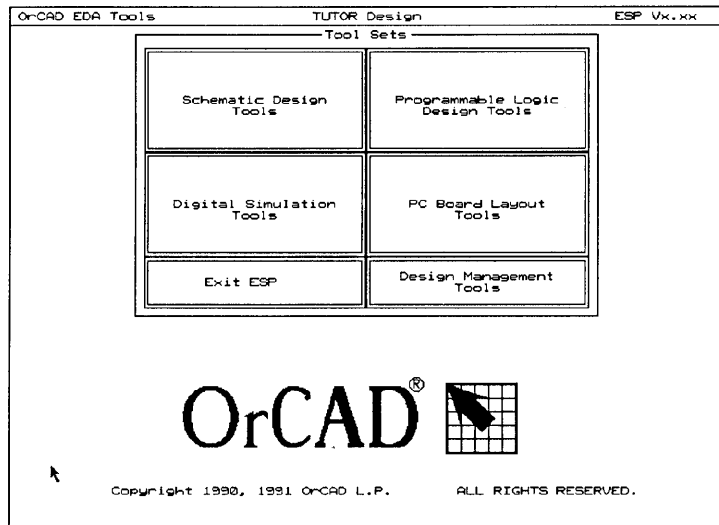 OrCAD EDA Tools TUTOR Design ESP Vx.xx
Tool Sets
Schematic Design
Tools
Programmable Logic
Design Tools
Digital Simulation
Tools
PC Board Layout
Tools
Exit ESP
Design Management
Tools
OrCAD®
Copyright 1990, 1991 OrCAD L.P. ALL RIGHTS RESERVED.